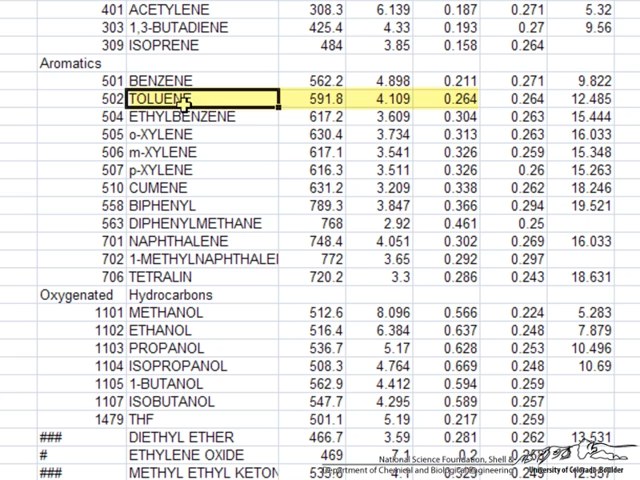 401 ACETYLENE 308.3 6.139 0.187 0.271 5.32
303 1,3-BUTADIENE 425.4 4.33 0.193 0.27 9.56
309 ISOPRENE 484 3.85 0.158 0.264
Aromatics
501 BENZENE 562.2 4.898 0.211 0.271 9.822
502 TOLUENE 591.8 4.109 0.264 0.264 12.485
504 ETHYLBENZENE 617.2 3.609 0.304 0.263 15.444
505 o-XYLENE 630.4 3.734 0.313 0.263 16.033
506 m-XYLENE 617.1 3.541 0.326 0.259 15.348
507 p-XYLENE 616.3 3.511 0.326 0.26 15.263
510 CUMENE 631.2 3.209 0.338 0.262 18.246
558 BIPHENYL 789.3 3.847 0.366 0.294 19.521
563 DIPHENYLMETHANE 768 2.92 0.461 0.25
701 NAPHTHALENE 748.4 4.051 0.302 0.269 16.033
702 1-METHYLNAPHTHALEI 772 3.65 0.292 0.297
706 TETRALIN 720.2 3.3 0.286 0.243 18.631
Oxygenated Hydrocarbons
1101 METHANOL 512.6 8.096 0.566 0.224 5.283
1102 ETHANOL 516.4 6.384 0.637 0.248 7.879
1103 PROPANOL 536.7 5.17 0.628 0.253 10.496
1104 ISOPROPANOL 508.3 4.764 0.669 0.248 10.69
1105 1-BUTANOL 562.9 4.412 0.594 0.259
1107 ISOBUTANOL 547.7 4.295 0.589 0.257
1479 THF 501.1 5.19 0.217 0.259
### DIETHYL ETHER 466.7 3.59 0.281 0.262 13.531
# ETHYLENE OXIDE 469 7.1 0.2
National Science Foundation, Shell &
### METHYL ETHYL KETON
Department of Chemical and Biological Engineering University of Colorado Boulder